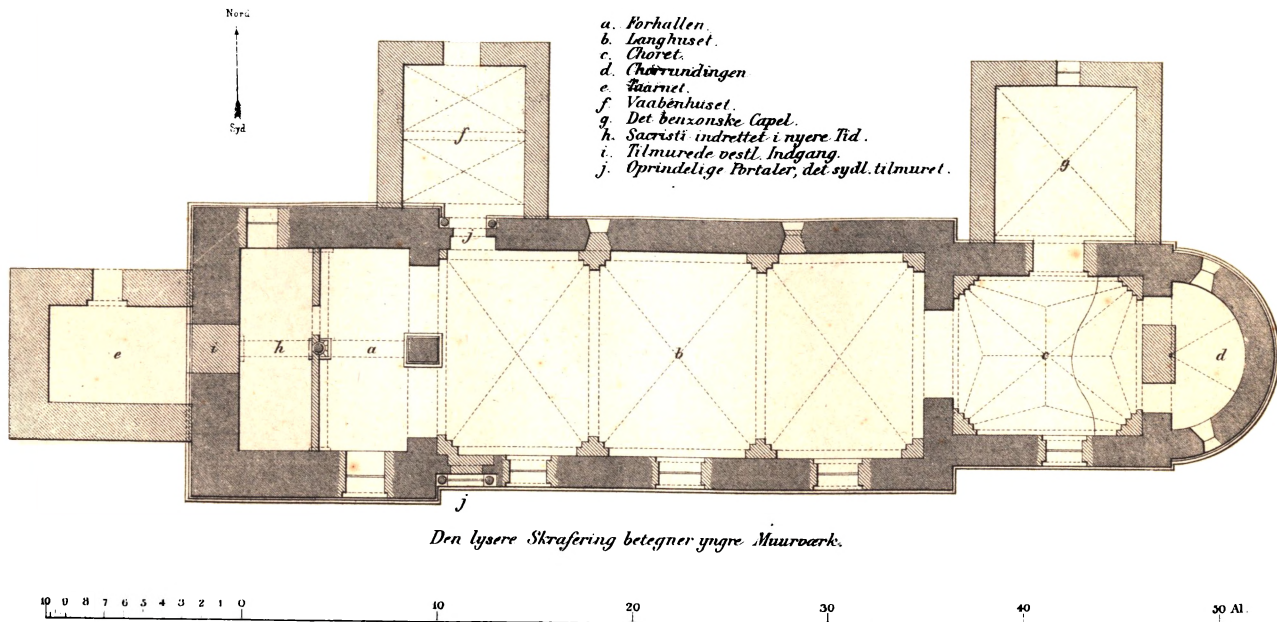 Nord
Syd
a. Forhallen.
b. Langhuset.
c. Choret.
d. Chorrundingen
e. Taarnet.
f. Vaabenhuset.
g. Det benzonske Capel.
h. Sacristi indrettet i nyere Tid.
i. Tilmurede vestl. Indgang.
j. Oprindelige Portaler, det sydl. tilmuret.
f
g
j
e
i
h
a
b
c
d
j
Den lysere Skrafering betegner yngre Muurværk.
10 9 8 7 6 5 4 3 2 1 0 10 20 30 40 50 Al.